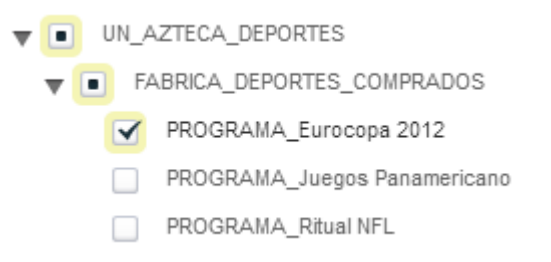 UN_AZTECA_DEPORTES
FABRICA_DEPORTES_COMPRADOS
PROGRAMA_Eurocopa 2012
PROGRAMA_Juegos Panamericano
PROGRAMA_Ritual NFL